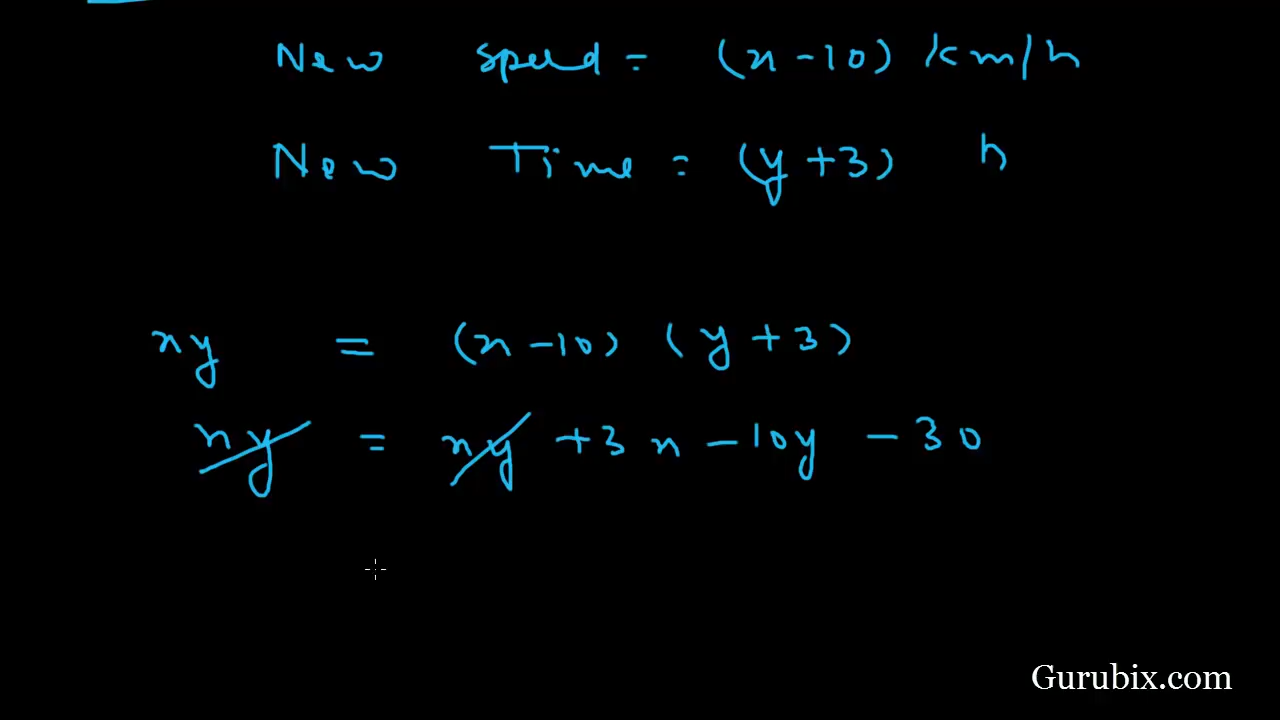 New Speed = (x - 10) km/h
New Time = (y + 3) h
xy = (x - 10) (y + 3)
xy = xy + 3x - 10y - 30
Gurubix.com